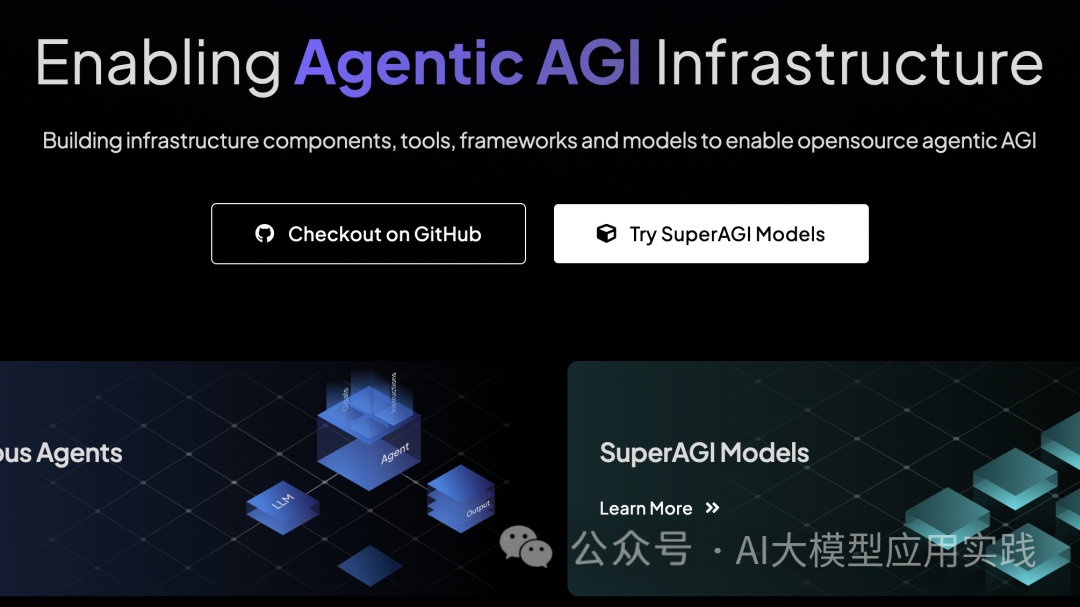 Enabling Agentic AGI Infrastructure
Building infrastructure components, tools, frameworks and models to enable opensource agentic AGI
Checkout on GitHub
Try SuperAGI Models
Goals
Instructions
Agent
ous Agents
LLM
Output
SuperAGI Models
Learn More »
公众号 · AI大模型应用实践